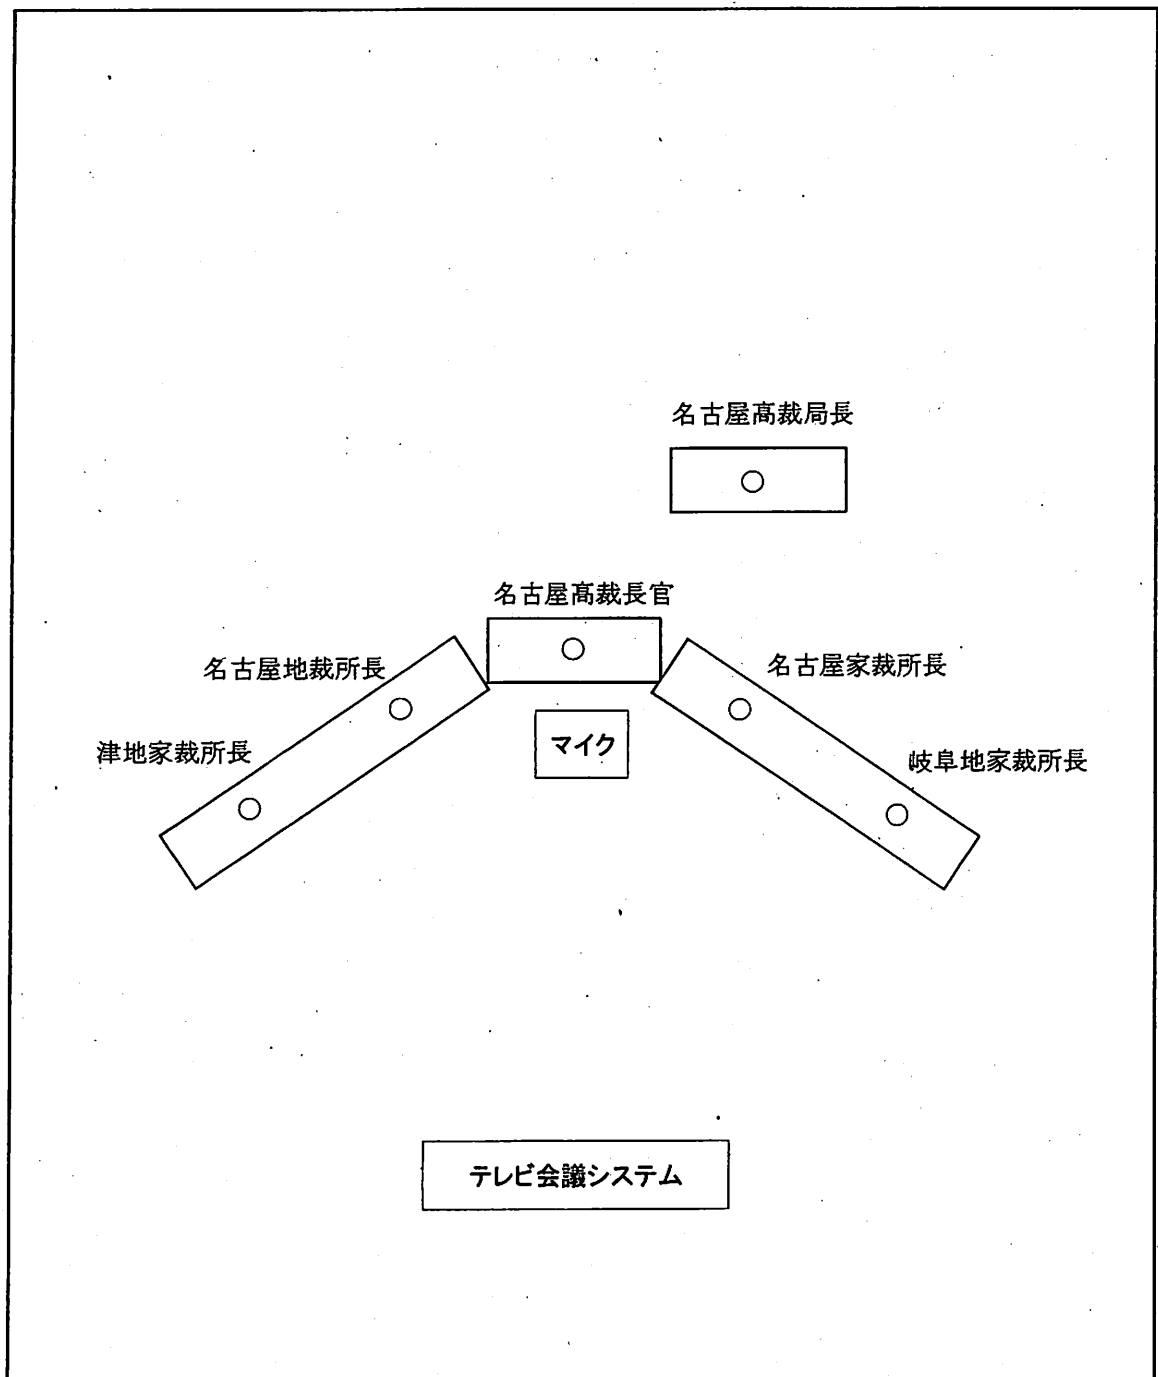 名古屋髙裁局長
名古屋髙裁長官
名古屋地裁所長
名古屋家裁所長
津地家裁所長
マイク
岐阜地家裁所長
テレビ会議システム